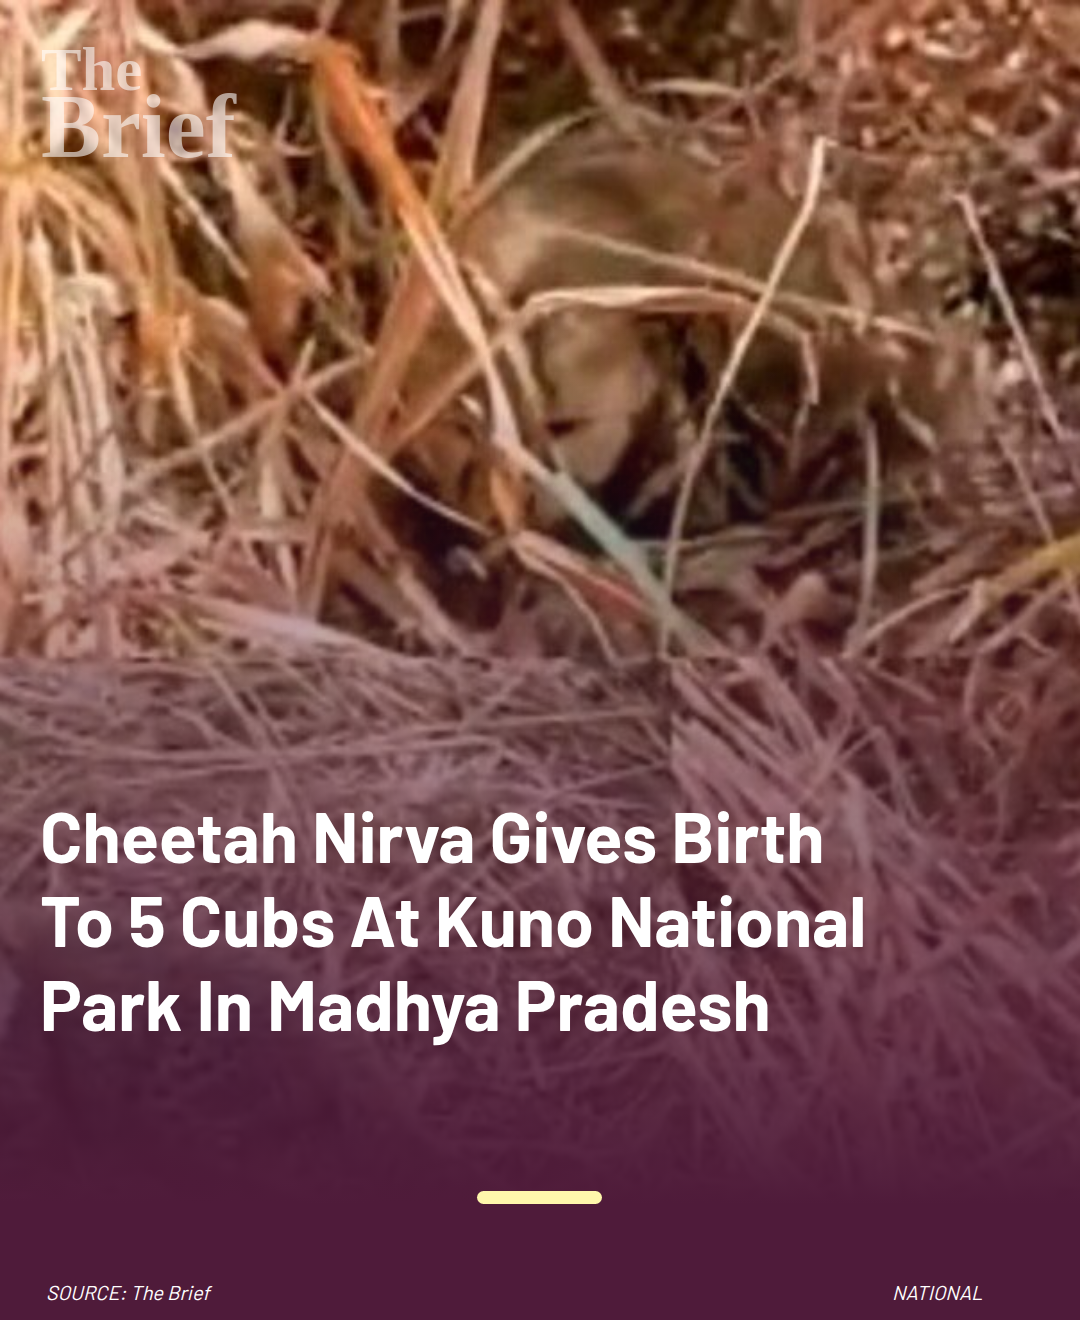 The
Brief
Cheetah Nirva Gives Birth
To 5 Cubs At Kuno National
Park In Madhya Pradesh
SOURCE: The Brief
NATIONAL